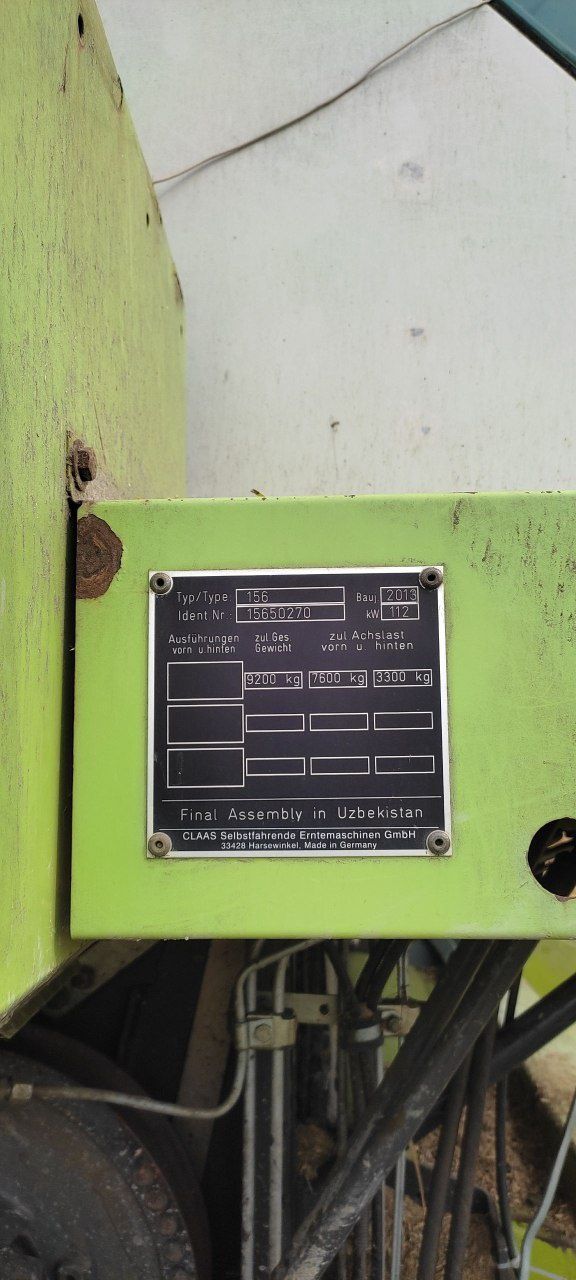 Typ/Type. 156 Bauj. 2013
Ident Nr.: 15650270 kW 112
Ausführungen zul. Ges. zul Achslast
vorn u. hinten Gewicht vorn u. hinten
9200 kg 7600 kg 3300 kg
Final Assembly in Uzbekistan
CLAAS Selbstfahrende Erntemaschinen GmbH
33428 Harsewinkel, Made in Germany